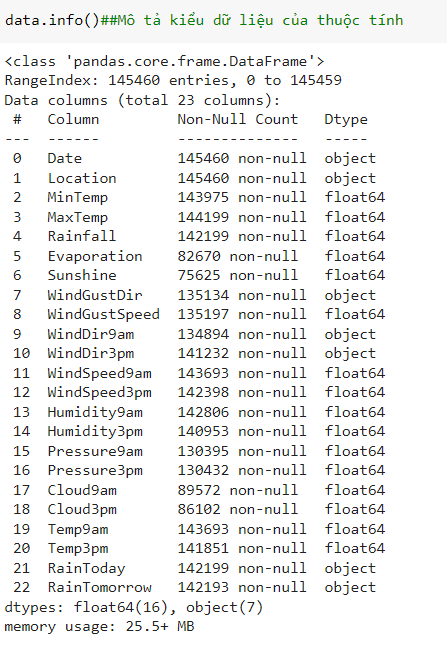 data.info()##Mô tả kiểu dữ liệu của thuộc tính
<class 'pandas.core.frame.DataFrame'>
RangeIndex: 145460 entries, 0 to 145459
Data columns (total 23 columns):
 #   Column         Non-Null Count   Dtype
---  ------         --------------   -----
 0   Date           145460 non-null  object
 1   Location       145460 non-null  object
 2   MinTemp        143975 non-null  float64
 3   MaxTemp        144199 non-null  float64
 4   Rainfall       142199 non-null  float64
 5   Evaporation    82670 non-null   float64
 6   Sunshine       75625 non-null   float64
 7   WindGustDir    135134 non-null  object
 8   WindGustSpeed  135197 non-null  float64
 9   WindDir9am     134894 non-null  object
 10  WindDir3pm     141232 non-null  object
 11  WindSpeed9am   143693 non-null  float64
 12  WindSpeed3pm   142398 non-null  float64
 13  Humidity9am    142806 non-null  float64
 14  Humidity3pm    140953 non-null  float64
 15  Pressure9am    130395 non-null  float64
 16  Pressure3pm    130432 non-null  float64
 17  Cloud9am       89572 non-null   float64
 18  Cloud3pm       86102 non-null   float64
 19  Temp9am        143693 non-null  float64
 20  Temp3pm        141851 non-null  float64
 21  RainToday      142199 non-null  object
 22  RainTomorrow   142193 non-null  object
dtypes: float64(16), object(7)
memory usage: 25.5+ MB